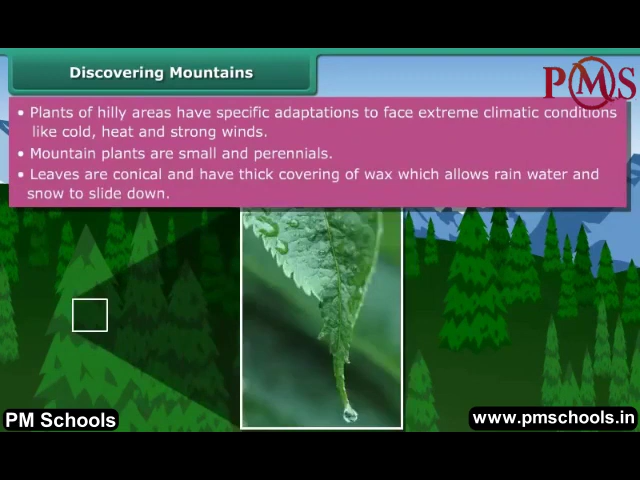 Discovering Mountains
PMS
• Plants of hilly areas have specific adaptations to face extreme climatic conditions
like cold, heat and strong winds.
• Mountain plants are small and perennials.
• Leaves are conical and have thick covering of wax which allows rain water and
snow to slide down.
PM Schools
www.pmschools.in